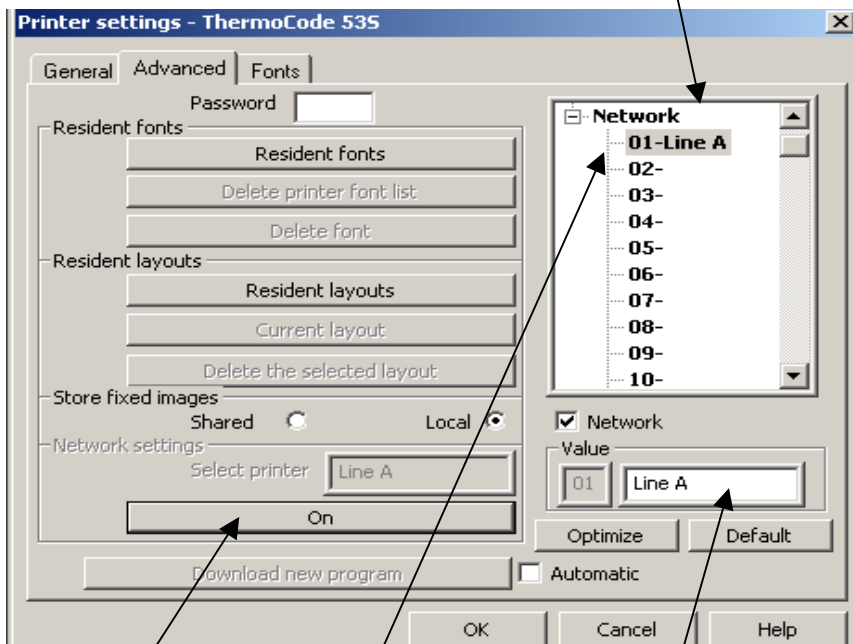 Printer settings - ThermoCode 53S
General Advanced Fonts
Password
Resident fonts
Resident fonts
Delete printer font list
Delete font
Resident layouts
Resident layouts
Current layout
Delete the selected layout
Store fixed images
Shared Local
Network settings
Select printer Line A
On
Download new program
Network
01-Line A
02-
03-
04-
05-
06-
07-
08-
09-
10-
Network
Value
01 Line A
Optimize Default
Automatic
OK Cancel Help